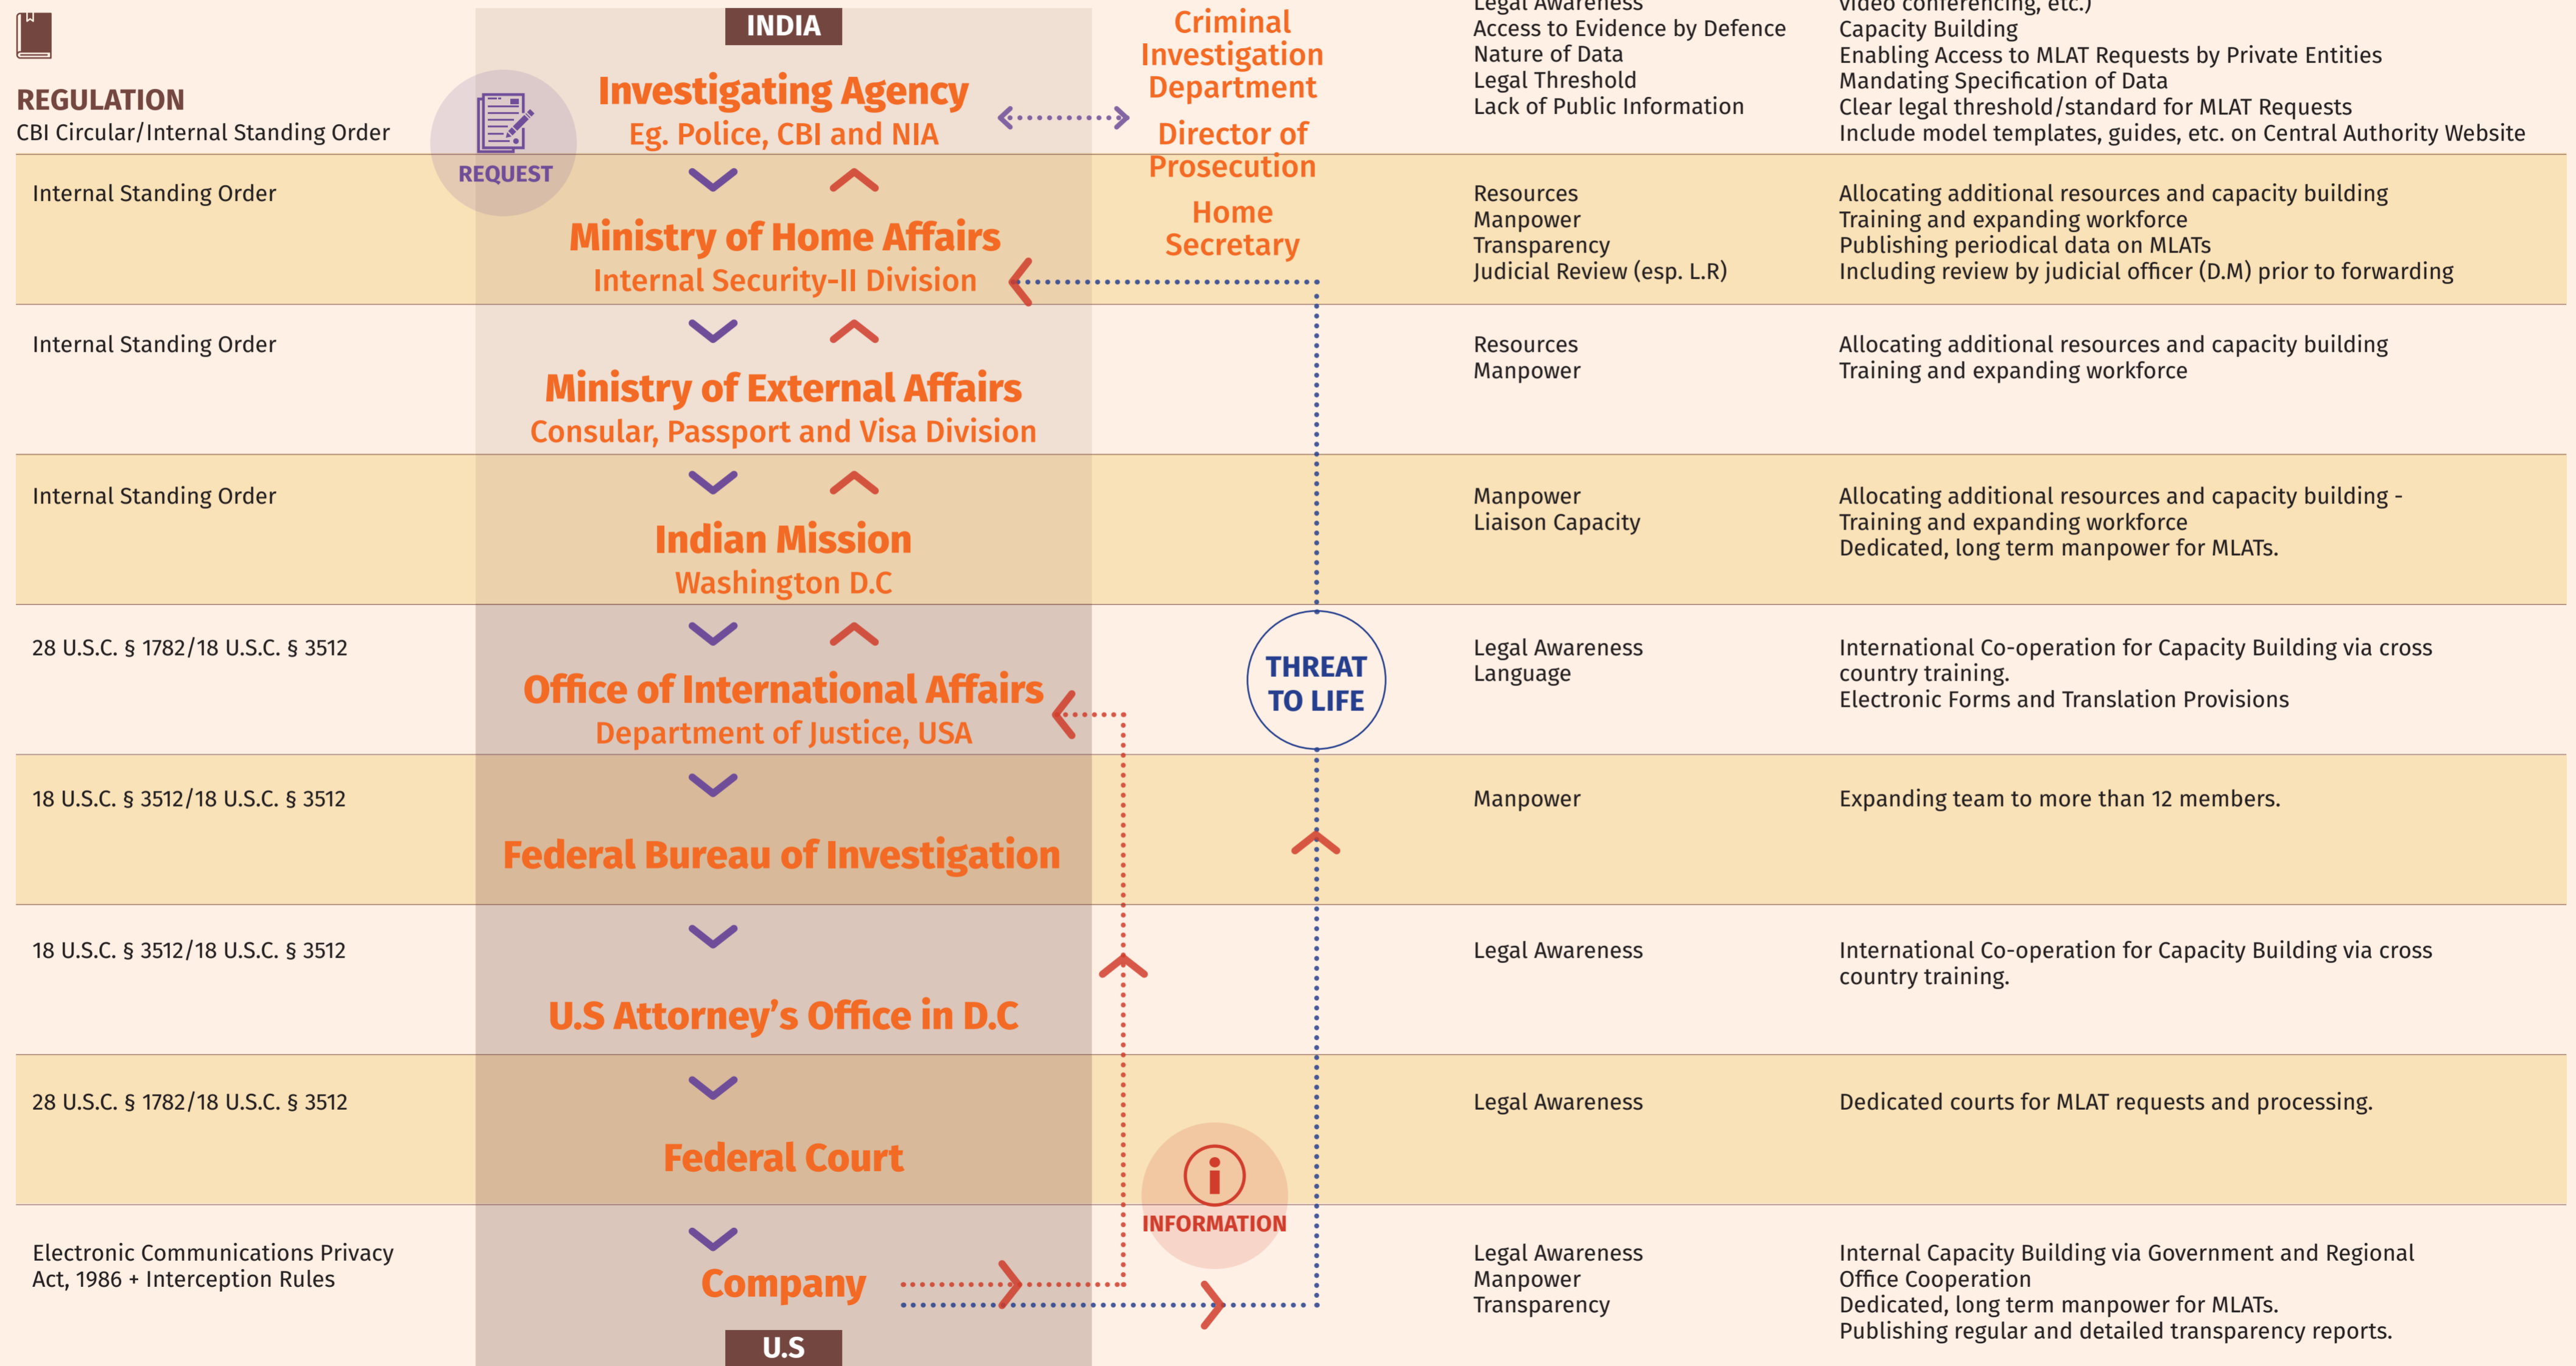 Legal Awareness
video conferencing, etc.)
INDIA
Criminal
Investigation
Department
Access to Evidence by Defence
Nature of Data
Legal Threshold
Lack of Public Information
Capacity Building
Enabling Access to MLAT Requests by Private Entities
Mandating Specification of Data
Clear legal threshold/standard for MLAT Requests
Include model templates, guides, etc. on Central Authority Website
REGULATION
CBI Circular/Internal Standing Order
REQUEST
Investigating Agency
Eg. Police, CBI and NIA
Director of
Prosecution
Home
Secretary
Internal Standing Order
Ministry of Home Affairs
Internal Security-II Division
Resources
Manpower
Transparency
Judicial Review (esp. L.R)
Allocating additional resources and capacity building
Training and expanding workforce
Publishing periodical data on MLATs
Including review by judicial officer (D.M) prior to forwarding
Internal Standing Order
Ministry of External Affairs
Consular, Passport and Visa Division
Resources
Manpower
Allocating additional resources and capacity building
Training and expanding workforce
Internal Standing Order
Indian Mission
Washington D.C
Manpower
Liaison Capacity
Allocating additional resources and capacity building -
Training and expanding workforce
Dedicated, long term manpower for MLATs.
28 U.S.C. § 1782/18 U.S.C. § 3512
Office of International Affairs
Department of Justice, USA
THREAT
TO LIFE
Legal Awareness
Language
International Co-operation for Capacity Building via cross
country training.
Electronic Forms and Translation Provisions
18 U.S.C. § 3512/18 U.S.C. § 3512
Federal Bureau of Investigation
Manpower
Expanding team to more than 12 members.
18 U.S.C. § 3512/18 U.S.C. § 3512
U.S Attorney's Office in D.C
Legal Awareness
International Co-operation for Capacity Building via cross
country training.
28 U.S.C. § 1782/18 U.S.C. § 3512
Federal Court
Legal Awareness
Dedicated courts for MLAT requests and processing.
INFORMATION
Electronic Communications Privacy
Act, 1986 + Interception Rules
Company
Legal Awareness
Manpower
Transparency
Internal Capacity Building via Government and Regional
Office Cooperation
Dedicated, long term manpower for MLATs.
Publishing regular and detailed transparency reports.
U.S